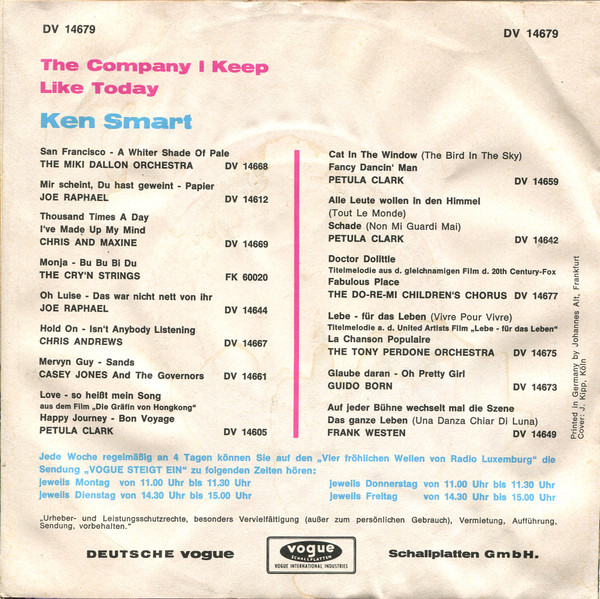 DV 14679
DV 14679
The Company I Keep
Like Today
Ken Smart
San Francisco - A Whiter Shade Of Pale
THE MIKI DALLON ORCHESTRA DV 14668
Mir scheint, Du hast geweint - Papier
JOE RAPHAEL DV 14612
Thousand Times A Day
I've Made Up My Mind
CHRIS AND MAXINE DV 14669
Monja - Bu Bu Bi Du
THE CRY'N STRINGS FK 60020
Oh Luise - Das war nicht nett von ihr
JOE RAPHAEL DV 14644
Hold On - Isn't Anybody Listening
CHRIS ANDREWS DV 14667
Mervyn Guy - Sands
CASEY JONES And The Governors DV 14661
Love - so heißt mein Song
aus dem Film „Die Gräfin von Hongkong"
Happy Journey - Bon Voyage
PETULA CLARK DV 14605
Cat In The Window (The Bird In The Sky)
Fancy Dancin' Man
PETULA CLARK DV 14659
Alle Leute wollen in den Himmel
(Tout Le Monde)
Schade (Non Mi Guardi Mai)
PETULA CLARK DV 14642
Doctor Dolittle
Titelmelodie aus d. gleichnamigen Film d. 20th Century-Fox
Fabulous Place
THE DO-RE-MI CHILDREN'S CHORUS DV 14677
Lebe - für das Leben (Vivre Pour Vivre)
Titelmelodie a. d. United Artists Film „Lebe - für das Leben"
La Chanson Populaire
THE TONY PERDONE ORCHESTRA DV 14675
Glaube daran - Oh Pretty Girl
GUIDO BORN DV 14673
Auf jeder Bühne wechselt mal die Szene
Das ganze Leben (Una Danza Chiar Di Luna)
FRANK WESTEN DV 14649
Printed in Germany by Johannes Alt, Frankfurt
Cover: J. Kipp, Köln
Jede Woche regelmäßig an 4 Tagen können Sie auf den „Vier fröhlichen Wellen von Radio Luxemburg" die
Sendung „VOGUE STEIGT EIN" zu folgenden Zeiten hören:
jeweils Montag von 11.00 Uhr bis 11.30 Uhr
jeweils Dienstag von 14.30 Uhr bis 15.00 Uhr
jeweils Donnerstag von 11.00 Uhr bis 11.30 Uhr
jeweils Freitag von 14.30 Uhr bis 15.00 Uhr
„Urheber- und Leistungsschutzrechte, besonders Vervielfältigung (außer zum persönlichen Gebrauch), Vermietung, Aufführung,
Sendung, vorbehalten."
DEUTSCHE vogue
vogue
SCHALLPLATTEN
VOGUE INTERNATIONAL INDUSTRIES
Schallplatten GmbH.